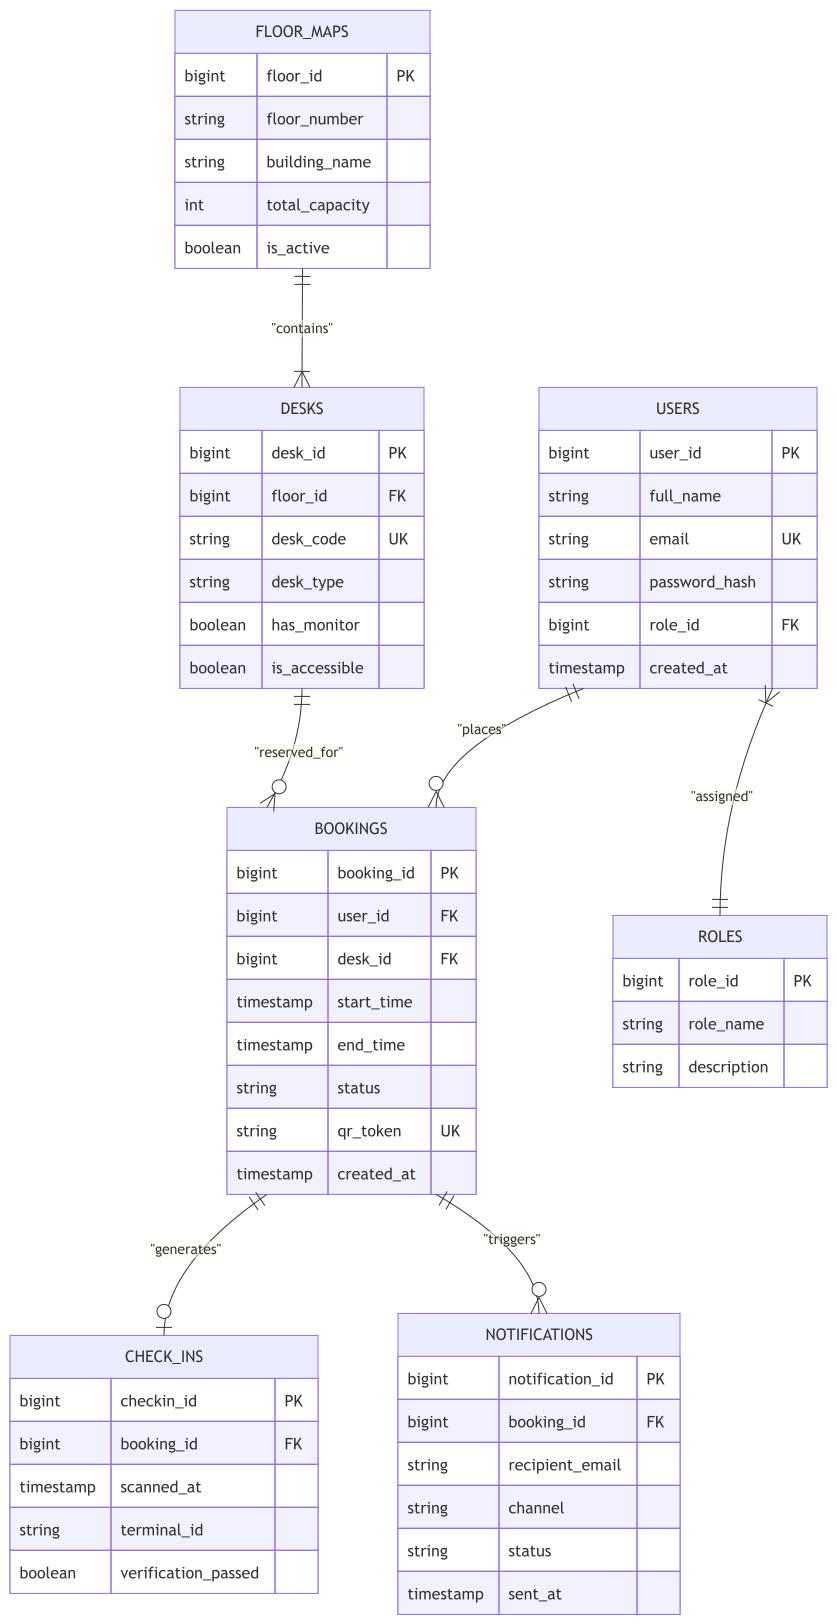 FLOOR_MAPS
bigint floor_id PK
string floor_number
string building_name
int total_capacity
boolean is_active
"contains"
DESKS
bigint desk_id PK
bigint floor_id FK
string desk_code UK
string desk_type
boolean has_monitor
boolean is_accessible
USERS
bigint user_id PK
string full_name
string email UK
string password_hash
bigint role_id FK
timestamp created_at
"reserved_for"
"places"
"assigned"
BOOKINGS
bigint booking_id PK
bigint user_id FK
bigint desk_id FK
timestamp start_time
timestamp end_time
string status
string qr_token UK
timestamp created_at
ROLES
bigint role_id PK
string role_name
string description
"generates"
"triggers"
CHECK_INS
bigint checkin_id PK
bigint booking_id FK
timestamp scanned_at
string terminal_id
boolean verification_passed
NOTIFICATIONS
bigint notification_id PK
bigint booking_id FK
string recipient_email
string channel
string status
timestamp sent_at